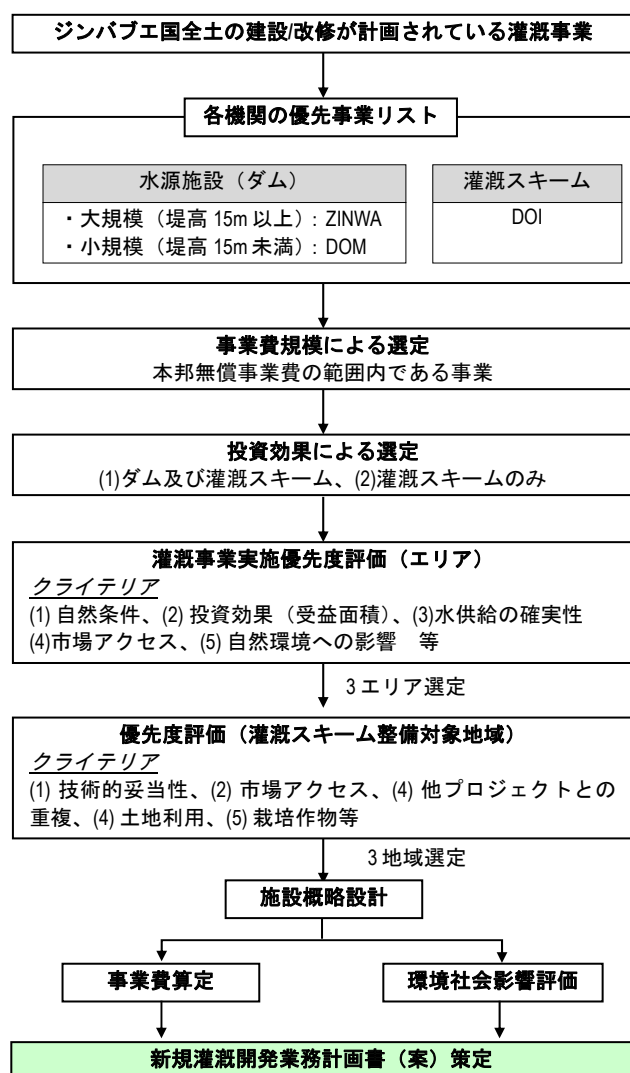 ジンバブエ国全土の建設/改修が計画されている灌漑事業
各機関の優先事業リスト
水源施設（ダム）
・大規模（堤高 15m 以上）: ZINWA
・小規模（堤高 15m 未満）: DOM
灌漑スキーム
DOI
事業費規模による選定
本邦無償事業費の範囲内である事業
投資効果による選定
(1)ダム及び灌漑スキーム、(2)灌漑スキームのみ
灌漑事業実施優先度評価（エリア）
クライテリア
(1) 自然条件、(2) 投資効果（受益面積）、(3)水供給の確実性
(4)市場アクセス、(5) 自然環境への影響　等
3 エリア選定
優先度評価（灌漑スキーム整備対象地域）
クライテリア
(1) 技術的妥当性、(2) 市場アクセス、(4) 他プロジェクトとの
重複、(4) 土地利用、(5) 栽培作物等
3 地域選定
施設概略設計
事業費算定
環境社会影響評価
新規灌漑開発業務計画書（案）策定